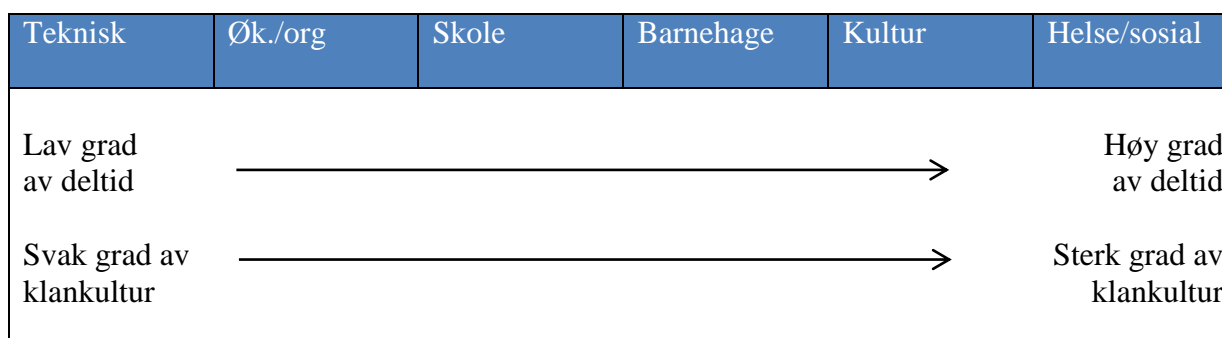 Teknisk Øk./org Skole Barnehage Kultur Helse/sosial
Lav grad
av deltid
Høy grad
av deltid
Svak grad av
klankultur
Sterk grad av
klankultur